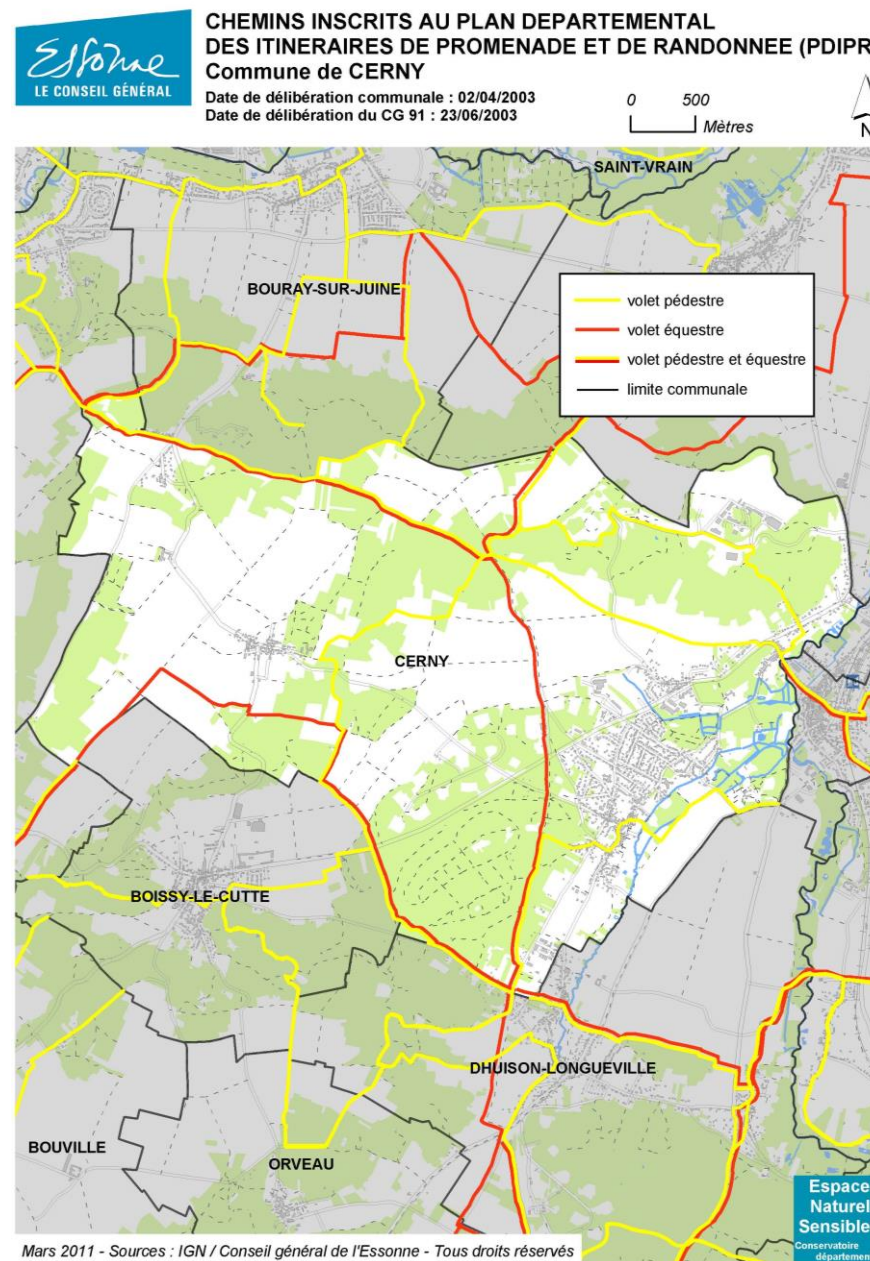 Essonne
LE CONSEIL GÉNÉRAL
CHEMINS INSCRITS AU PLAN DEPARTEMENTAL
DES ITINERAIRES DE PROMENADE ET DE RANDONNEE (PDIPR
Commune de CERNY
Date de délibération communale : 02/04/2003
Date de délibération du CG 91 : 23/06/2003
0 500
Mètres
N
SAINT-VRAIN
BOURAY-SUR-JUINE
volet pédestre
volet équestre
volet pédestre et équestre
limite communale
CERNY
BOISSY-LE-CUTTE
DHUISON-LONGUEVILLE
BOUVILLE
ORVEAU
Espace
Naturel
Sensible
Conservatoire
départemen
Mars 2011 - Sources : IGN / Conseil général de l'Essonne - Tous droits réservés